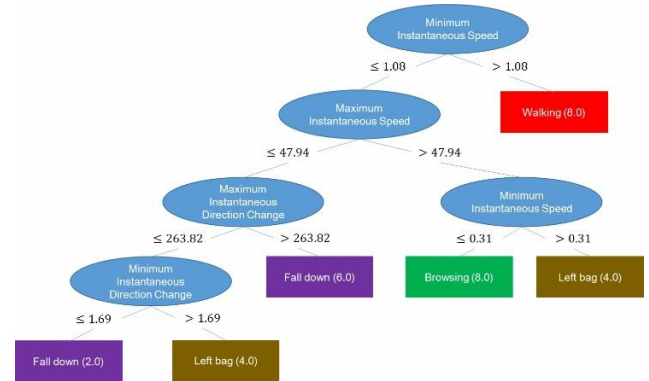 Minimum
Instantaneous Speed
≤ 1.08
> 1.08
Maximum
Instantaneous Speed
Walking (8.0)
≤ 47.94
> 47.94
Maximum
Instantaneous
Direction Change
Minimum
Instantaneous Speed
≤ 263.82
> 263.82
≤ 0.31
> 0.31
Minimum
Instantaneous
Direction Change
Fall down (6.0)
Browsing (8.0)
Left bag (4.0)
≤ 1.69
> 1.69
Fall down (2.0)
Left bag (4.0)